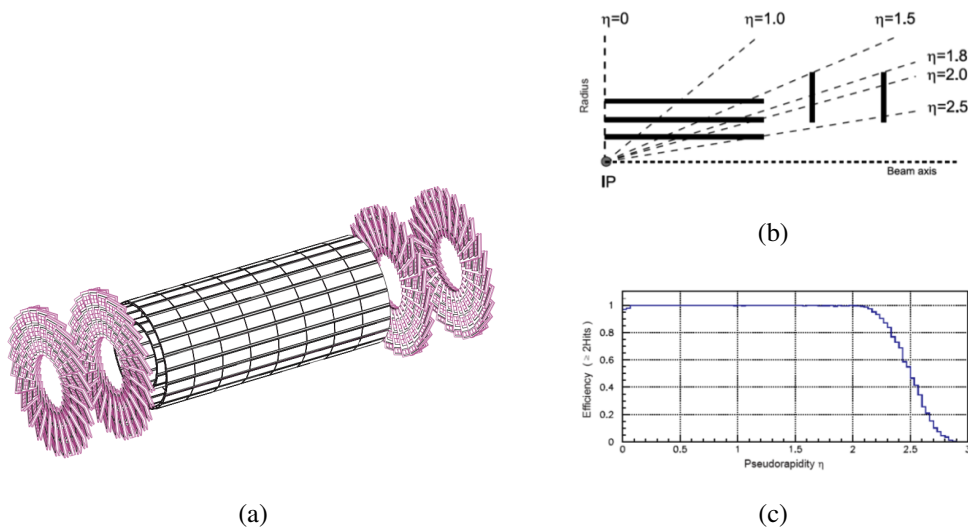 η=0
η=1.0
η=1.5
η=1.8
η=2.0
η=2.5
Radius
Beam axis
IP
(b)
Efficiency ( ≥ 2Hits )
1
0.8
0.6
0.4
0.2
0
0 0.5 1 1.5 2 2.5 3
Pseudorapidity η
(a)
(c)